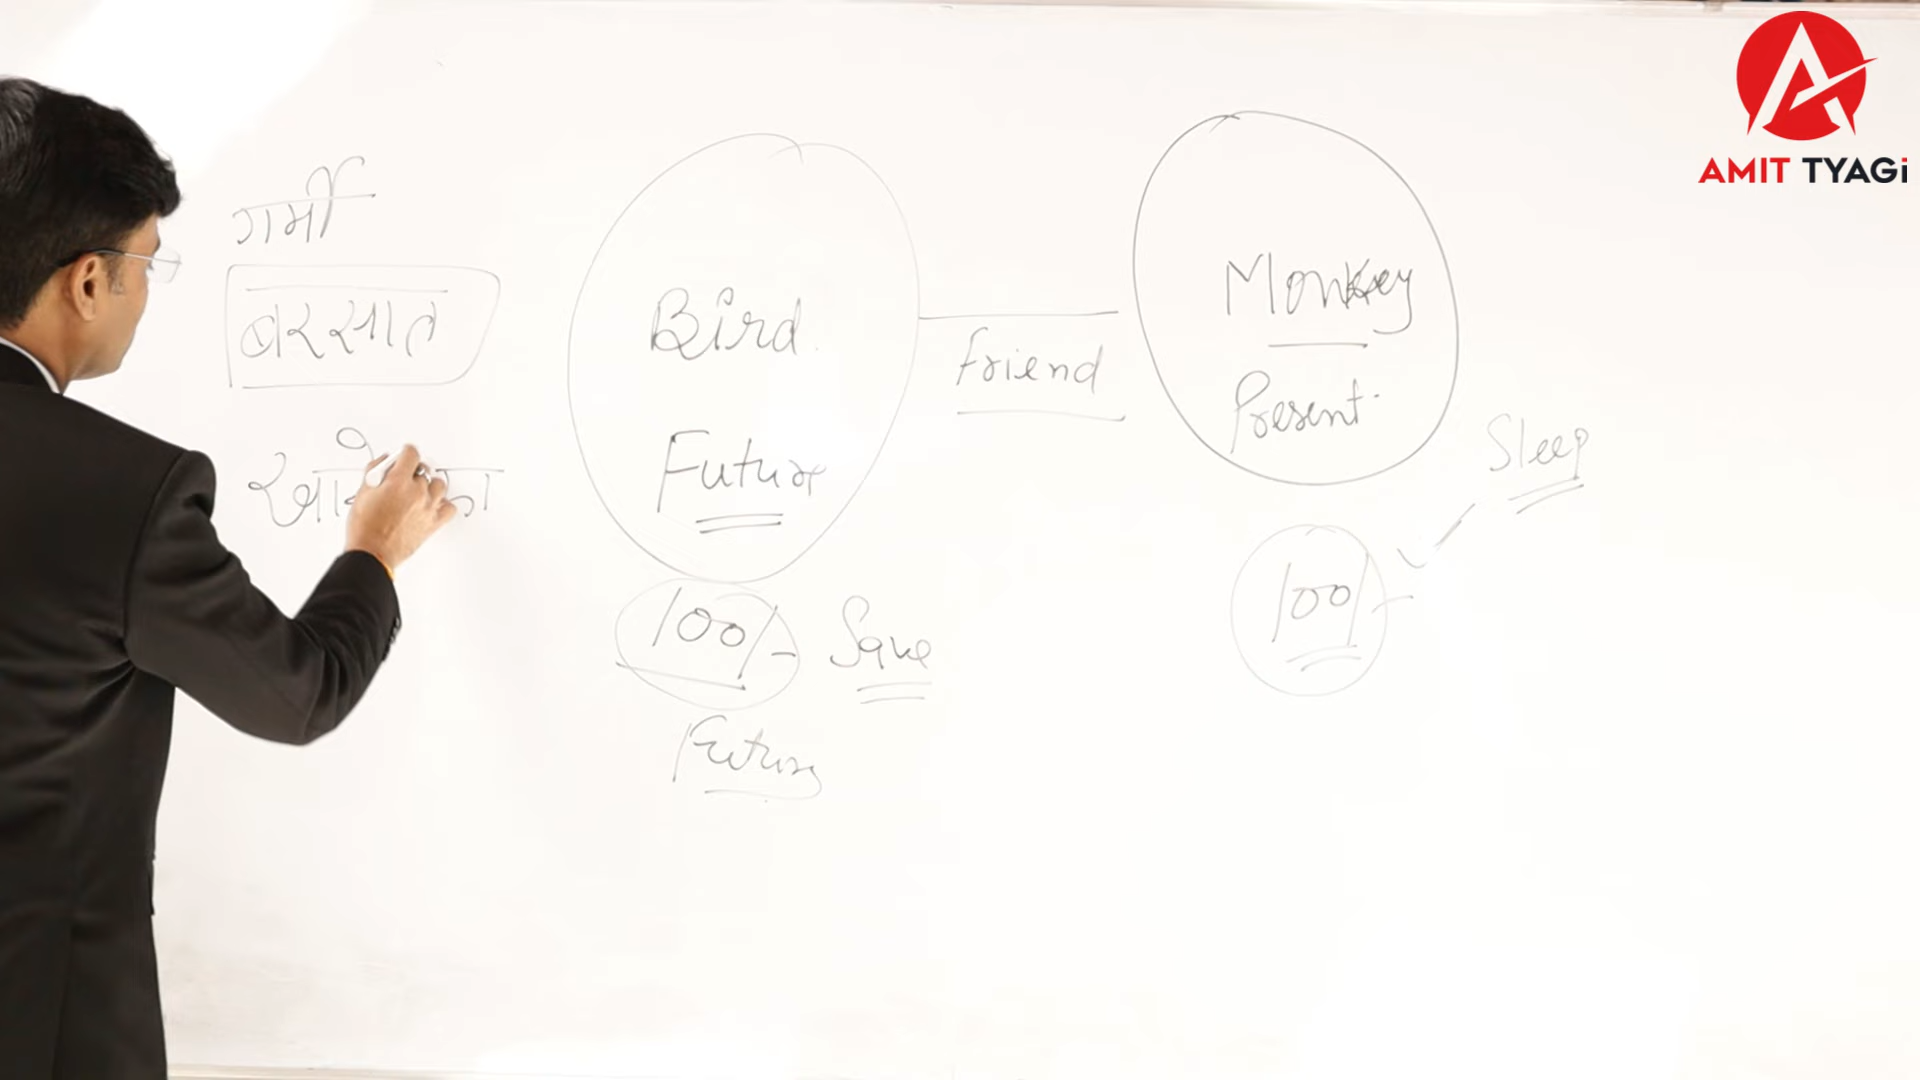 AMIT TYAGi
गर्मी
बरसात
खाने का
Bird
Future
Friend
Monkey
Present
Sleep
100/-
Save
Future
100/-